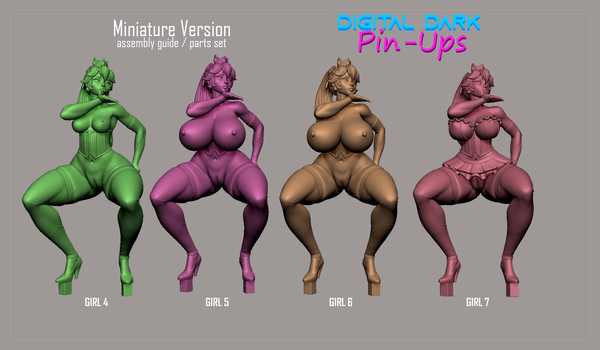 Miniature Version
assembly guide / parts set
DIGITAL DARK
Pin-Ups
GIRL 4
GIRL 5
GIRL 6
GIRL 7